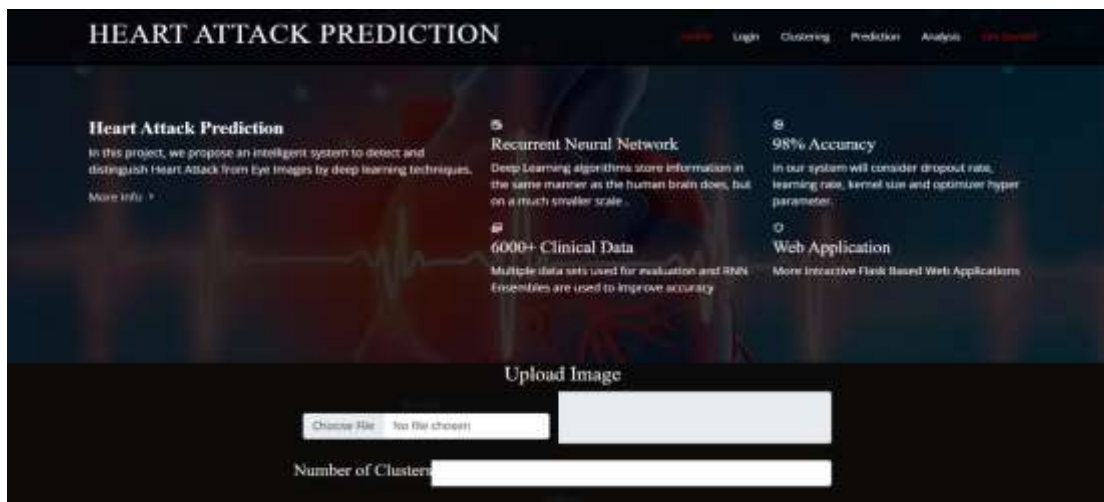 HEART ATTACK PREDICTION
Home Login Clustering Prediction Analysis Get Started
Heart Attack Prediction
In this project, we propose an intelligent system to detect and
distinguish Heart Attack from Eye Images by deep learning techniques.
More Info
Recurrent Neural Network
Deep Learning algorithms store information in
the same manner as the human brain does, but
on a much smaller scale .
98% Accuracy
In our system will consider dropout rate,
learning rate, kernel size and optimizer hyper
parameter.
6000+ Clinical Data
Multiple data sets used for evaluation and RNN
Ensembles are used to improve accuracy
Web Application
More Intractive Flask Based Web Applications
Upload Image
Choose File No file chosen
Number of Clusters